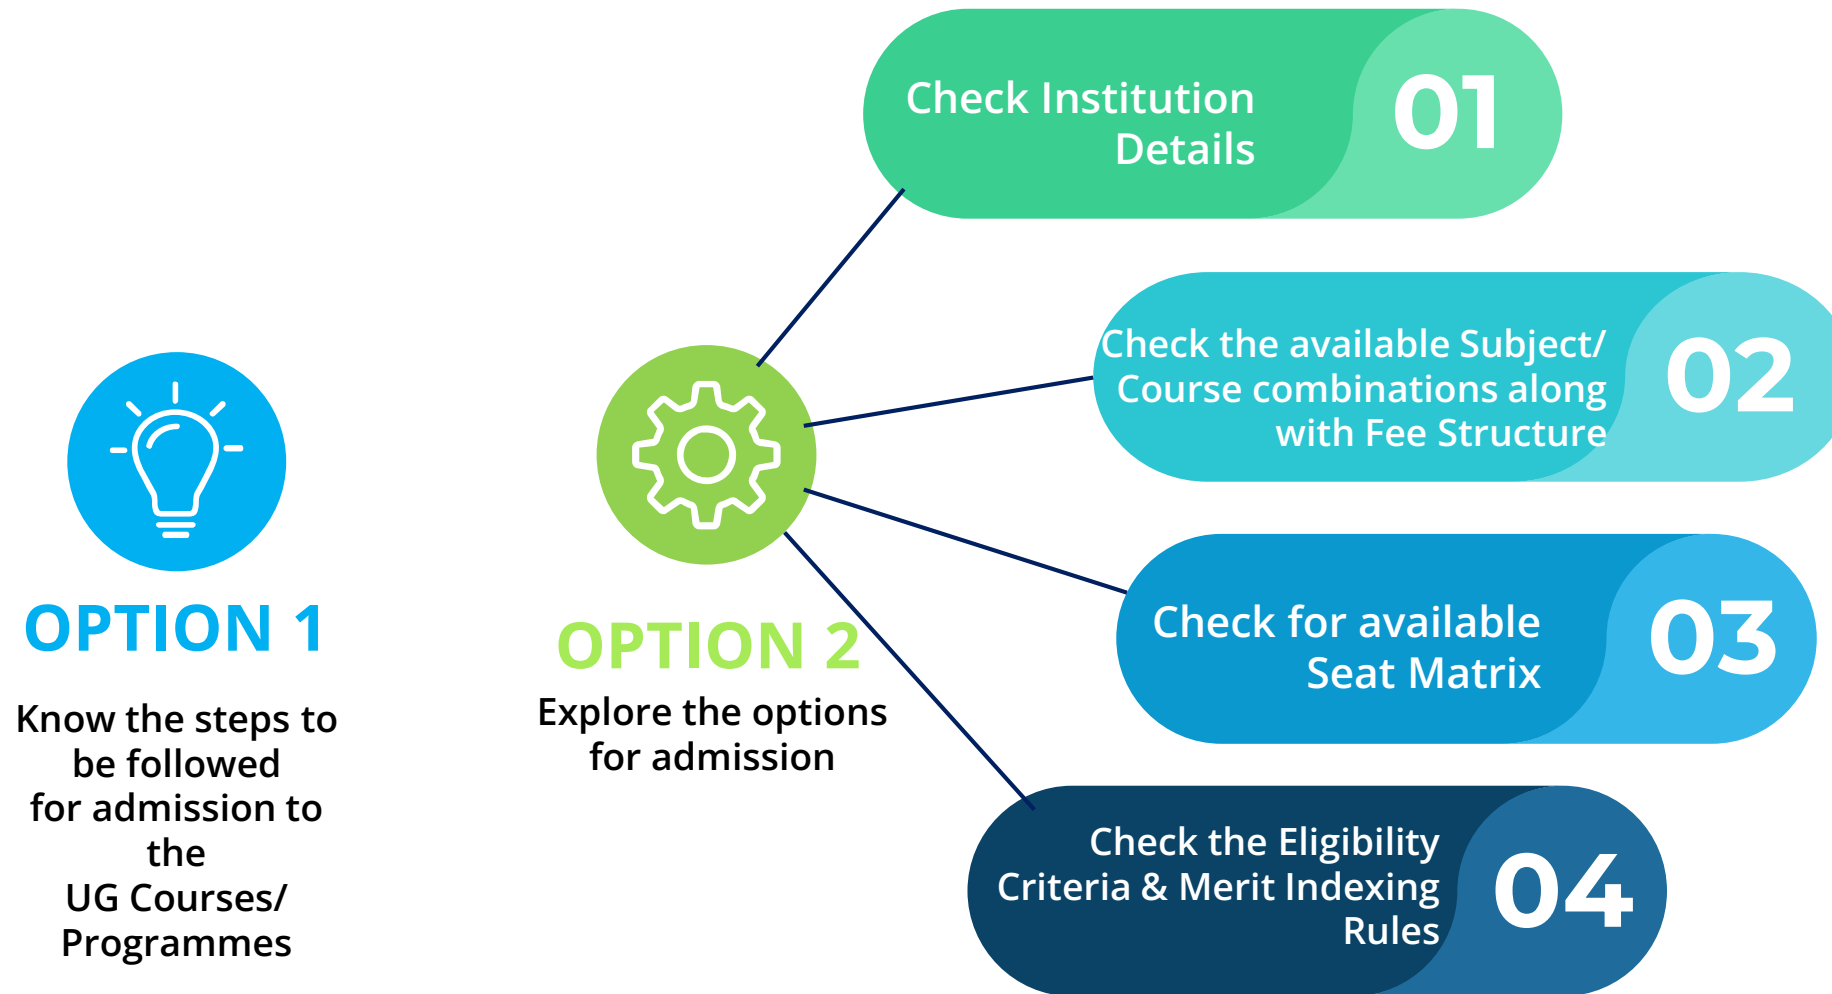 OPTION 1
Know the steps to
be followed
for admission to
the
UG Courses/
Programmes
OPTION 2
Explore the options
for admission
Check Institution
Details
01
Check the available Subject/
Course combinations along
with Fee Structure
02
Check for available
Seat Matrix
03
Check the Eligibility
Criteria & Merit Indexing
Rules
04